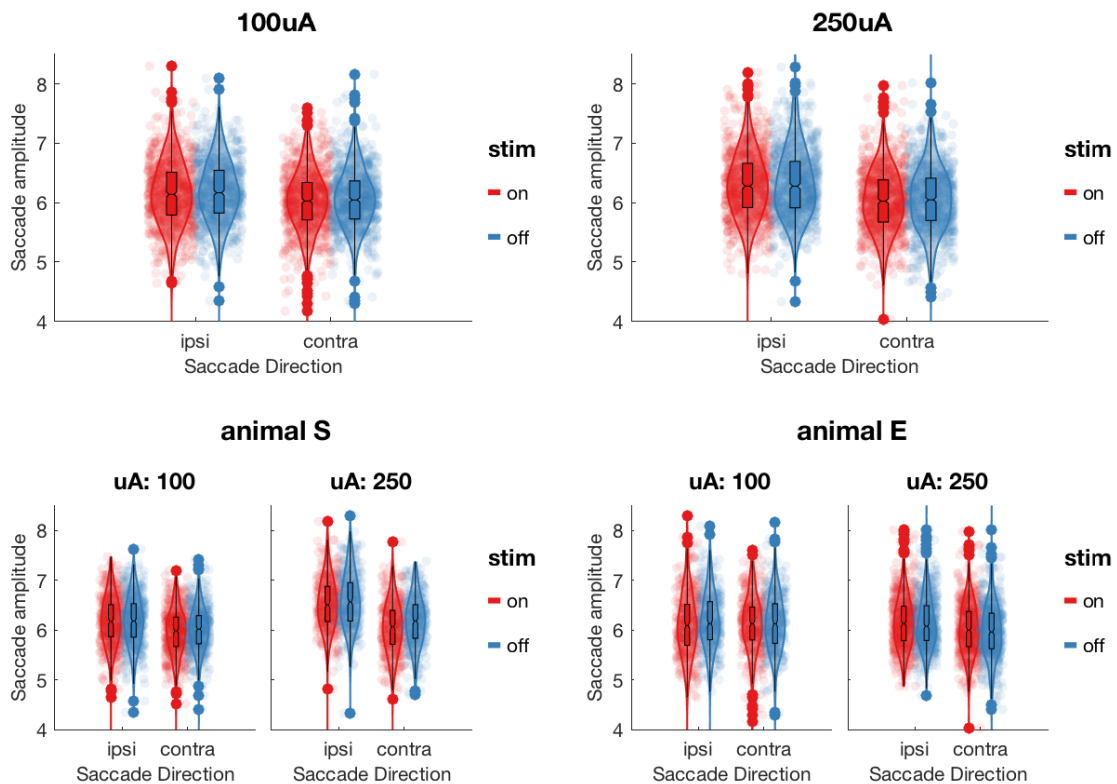 100uA
250uA
8
7
6
5
4
Saccade amplitude
ipsi
contra
Saccade Direction
stim
on
off
8
7
6
5
4
Saccade amplitude
ipsi
contra
Saccade Direction
stim
on
off
animal S
uA: 100
uA: 250
8
7
6
5
4
Saccade amplitude
ipsi
contra
Saccade Direction
ipsi
contra
Saccade Direction
stim
on
off
animal E
uA: 100
uA: 250
8
7
6
5
4
Saccade amplitude
ipsi
contra
Saccade Direction
ipsi
contra
Saccade Direction
stim
on
off